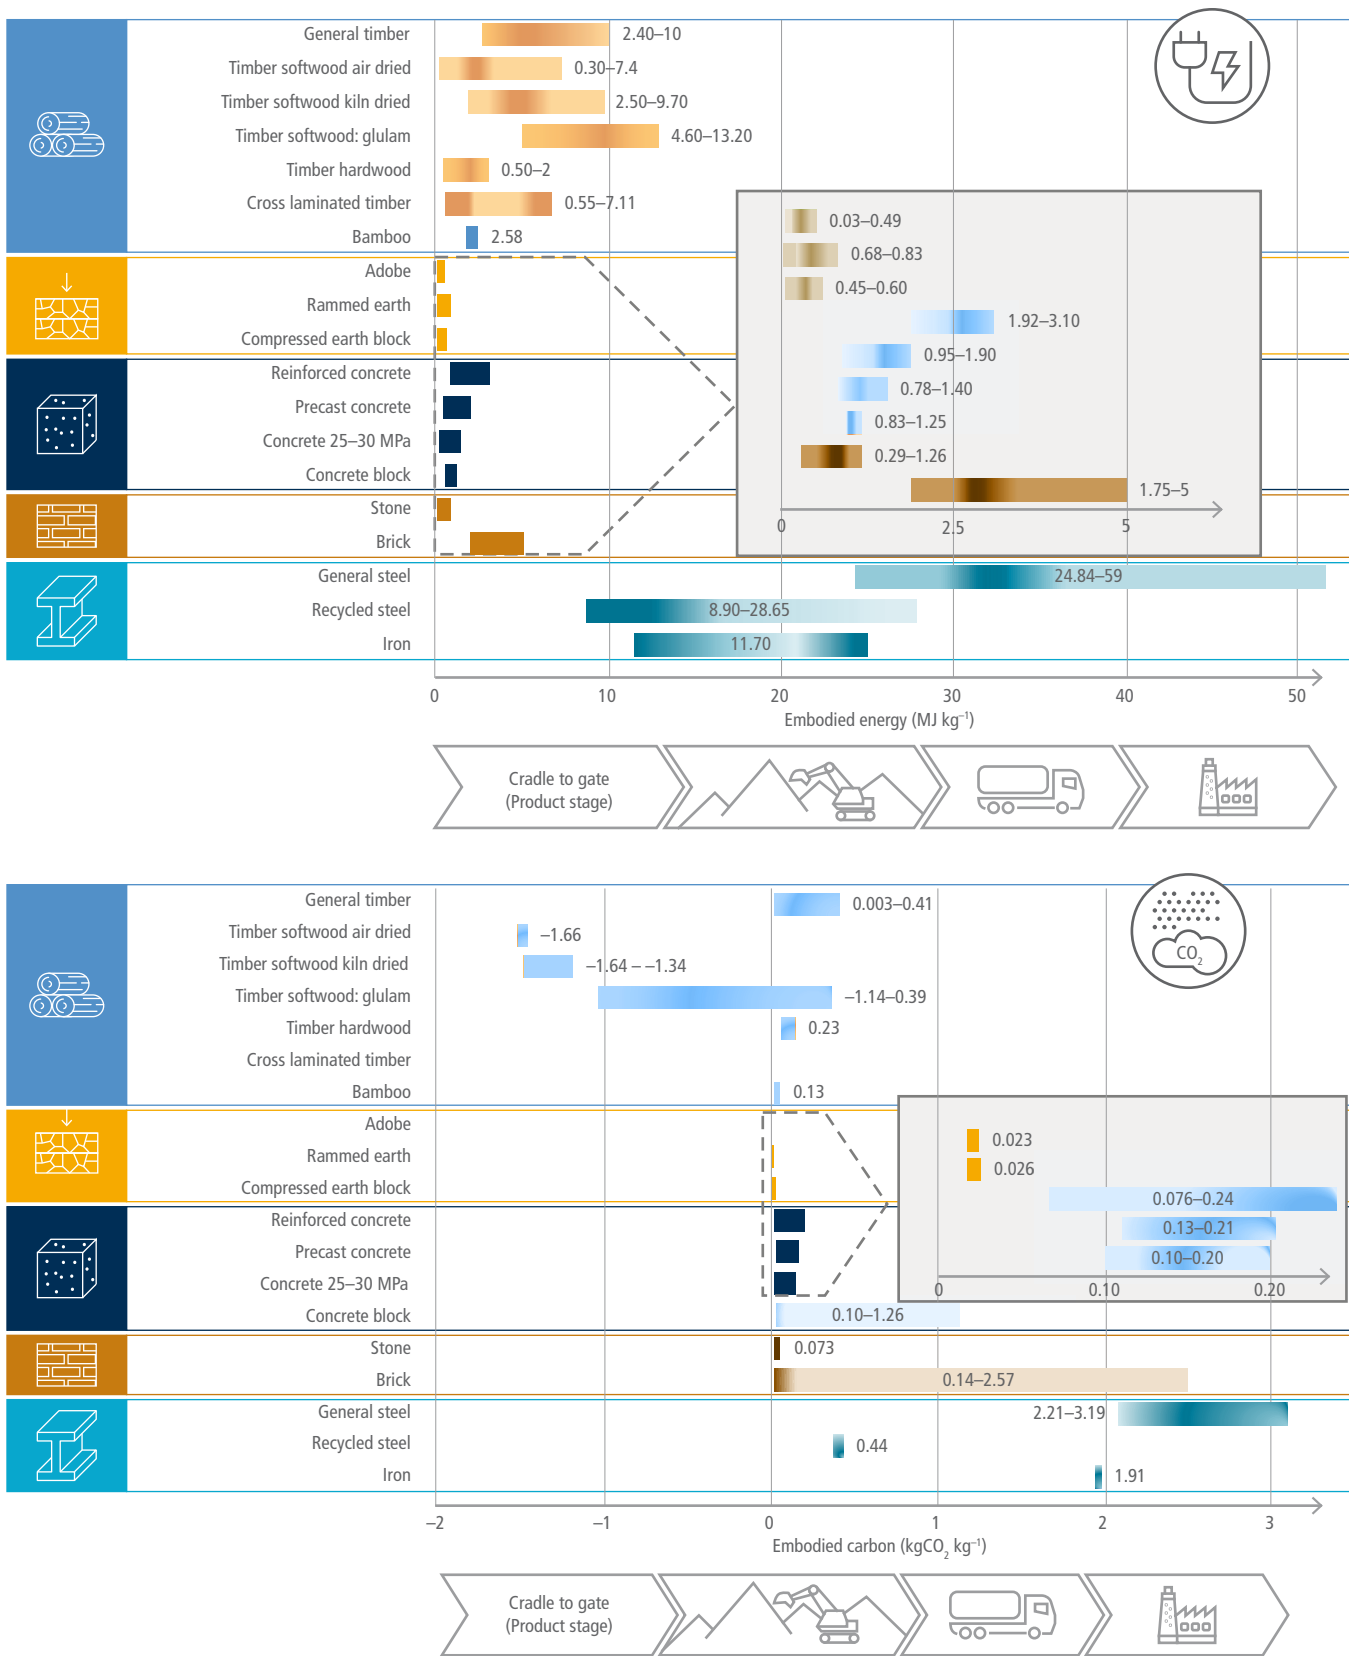 General timber 2.40–10
Timber softwood air dried 0.30–7.4
Timber softwood kiln dried 2.50–9.70
Timber softwood: glulam 4.60–13.20
Timber hardwood 0.50–2
Cross laminated timber 0.55–7.11
Bamboo 2.58
Adobe
Rammed earth
Compressed earth block
Reinforced concrete
Precast concrete
Concrete 25–30 MPa
Concrete block
Stone
Brick
0.03–0.49
0.68–0.83
0.45–0.60
1.92–3.10
0.95–1.90
0.78–1.40
0.83–1.25
0.29–1.26
1.75–5
0 2.5 5
General steel 24.84–59
Recycled steel 8.90–28.65
Iron 11.70
0 10 20 30 40 50
Embodied energy (MJ kg⁻¹)
Cradle to gate
(Product stage)
General timber 0.003–0.41
Timber softwood air dried –1.66
Timber softwood kiln dried –1.64 – –1.34
Timber softwood: glulam –1.14–0.39
Timber hardwood 0.23
Cross laminated timber
Bamboo 0.13
CO₂
Adobe
Rammed earth
Compressed earth block
Reinforced concrete
Precast concrete
Concrete 25–30 MPa
0.023
0.026
0.076–0.24
0.13–0.21
0.10–0.20
0 0.10 0.20
Concrete block 0.10–1.26
Stone 0.073
Brick 0.14–2.57
General steel 2.21–3.19
Recycled steel 0.44
Iron 1.91
–2 –1 0 1 2 3
Embodied carbon (kgCO₂ kg⁻¹)
Cradle to gate
(Product stage)